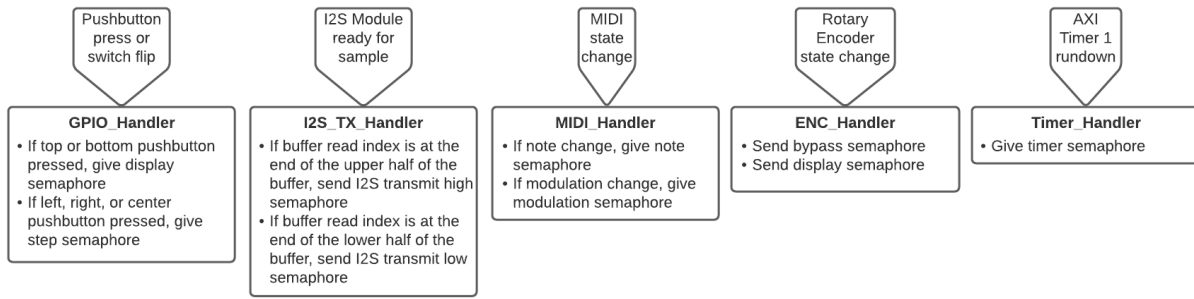 Pushbutton
press or
switch flip
I2S Module
ready for
sample
MIDI
state
change
Rotary
Encoder
state change
AXI
Timer 1
rundown
GPIO_Handler
• If top or bottom pushbutton
pressed, give display
semaphore
• If left, right, or center
pushbutton pressed, give
step semaphore
I2S_TX_Handler
• If buffer read index is at the
end of the upper half of the
buffer, send I2S transmit high
semaphore
• If buffer read index is at the
end of the lower half of the
buffer, send I2S transmit low
semaphore
MIDI_Handler
• If note change, give note
semaphore
• If modulation change, give
modulation semaphore
ENC_Handler
• Send bypass semaphore
• Send display semaphore
Timer_Handler
• Give timer semaphore